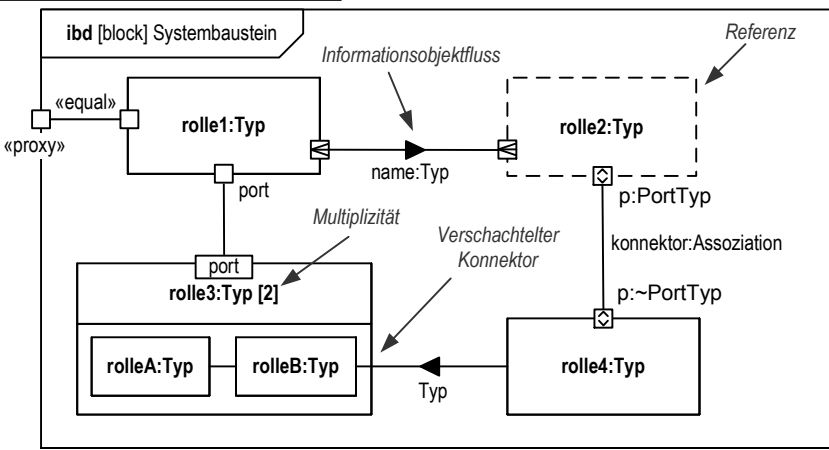 ibd [block] Systembaustein
Informationsobjektfluss
Referenz
«equal»
«proxy»
rolle1:Typ
name:Typ
rolle2:Typ
port
p:PortTyp
Multiplizität
Verschachtelter
Konnektor
konnektor:Assoziation
port
rolle3:Typ [2]
p:~PortTyp
rolleA:Typ
rolleB:Typ
Typ
rolle4:Typ